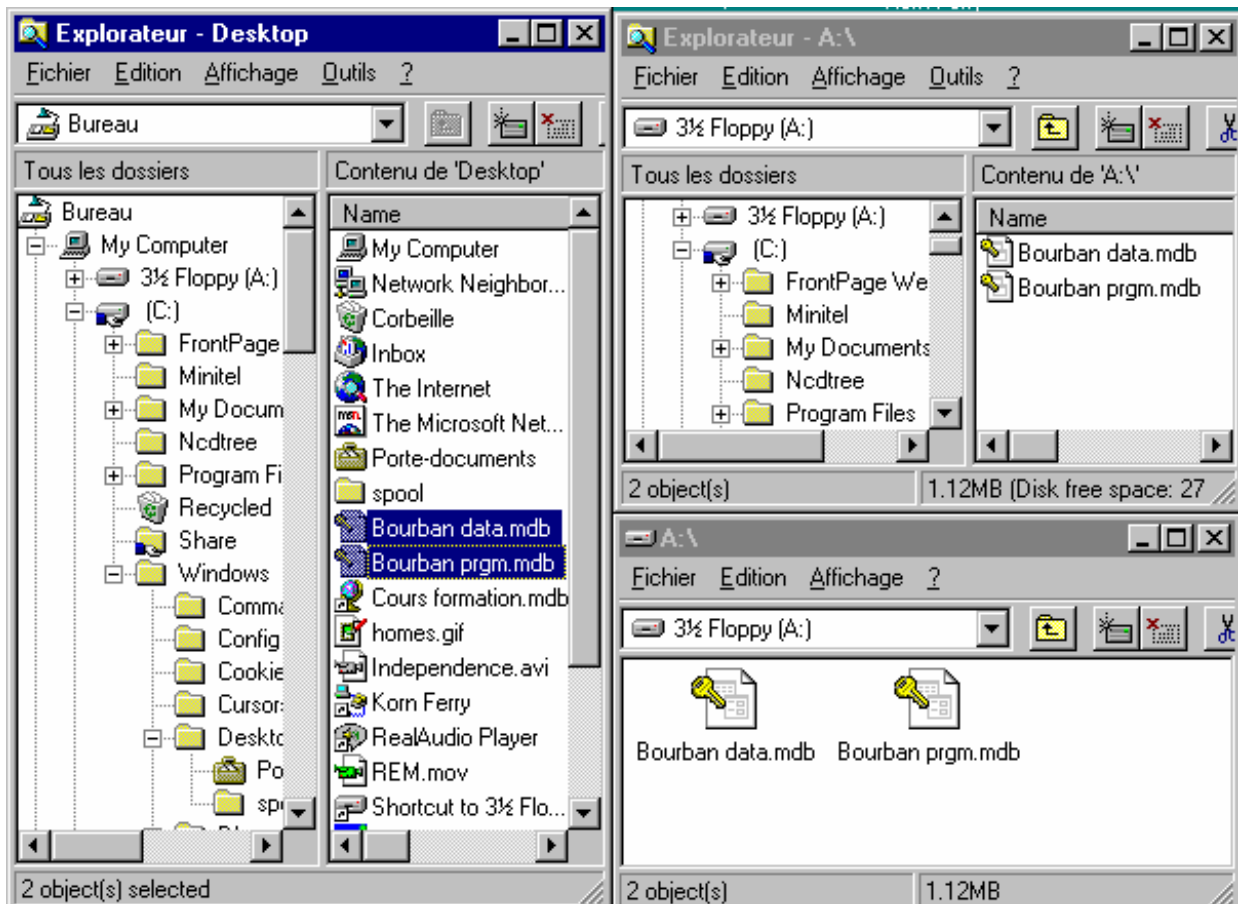 Explorateur - Desktop
Fichier Edition Affichage Outils ?
Bureau
Tous les dossiers
Contenu de 'Desktop'
Bureau
My Computer
3½ Floppy (A:)
(C:)
FrontPage
Minitel
My Docum
Ncdtree
Program Fi
Recycled
Share
Windows
Comma
Config
Cookie
Cursors
Deskto
Po
spo
Name
My Computer
Network Neighbor...
Corbeille
Inbox
The Internet
The Microsoft Net...
Porte-documents
spool
Bourban data.mdb
Bourban prgm.mdb
Cours formation.mdb
homes.gif
Independence.avi
Korn Ferry
RealAudio Player
REM.mov
Shortcut to 3½ Flo...
2 object(s) selected
Explorateur - A:\
Fichier Edition Affichage Outils ?
3½ Floppy (A:)
Tous les dossiers
Contenu de 'A:\'
3½ Floppy (A:)
(C:)
FrontPage We
Minitel
My Documents
Ncdtree
Program Files
Name
Bourban data.mdb
Bourban prgm.mdb
2 object(s)
1.12MB (Disk free space: 27
A:\
Fichier Edition Affichage ?
3½ Floppy (A:)
Bourban data.mdb
Bourban prgm.mdb
2 object(s)
1.12MB